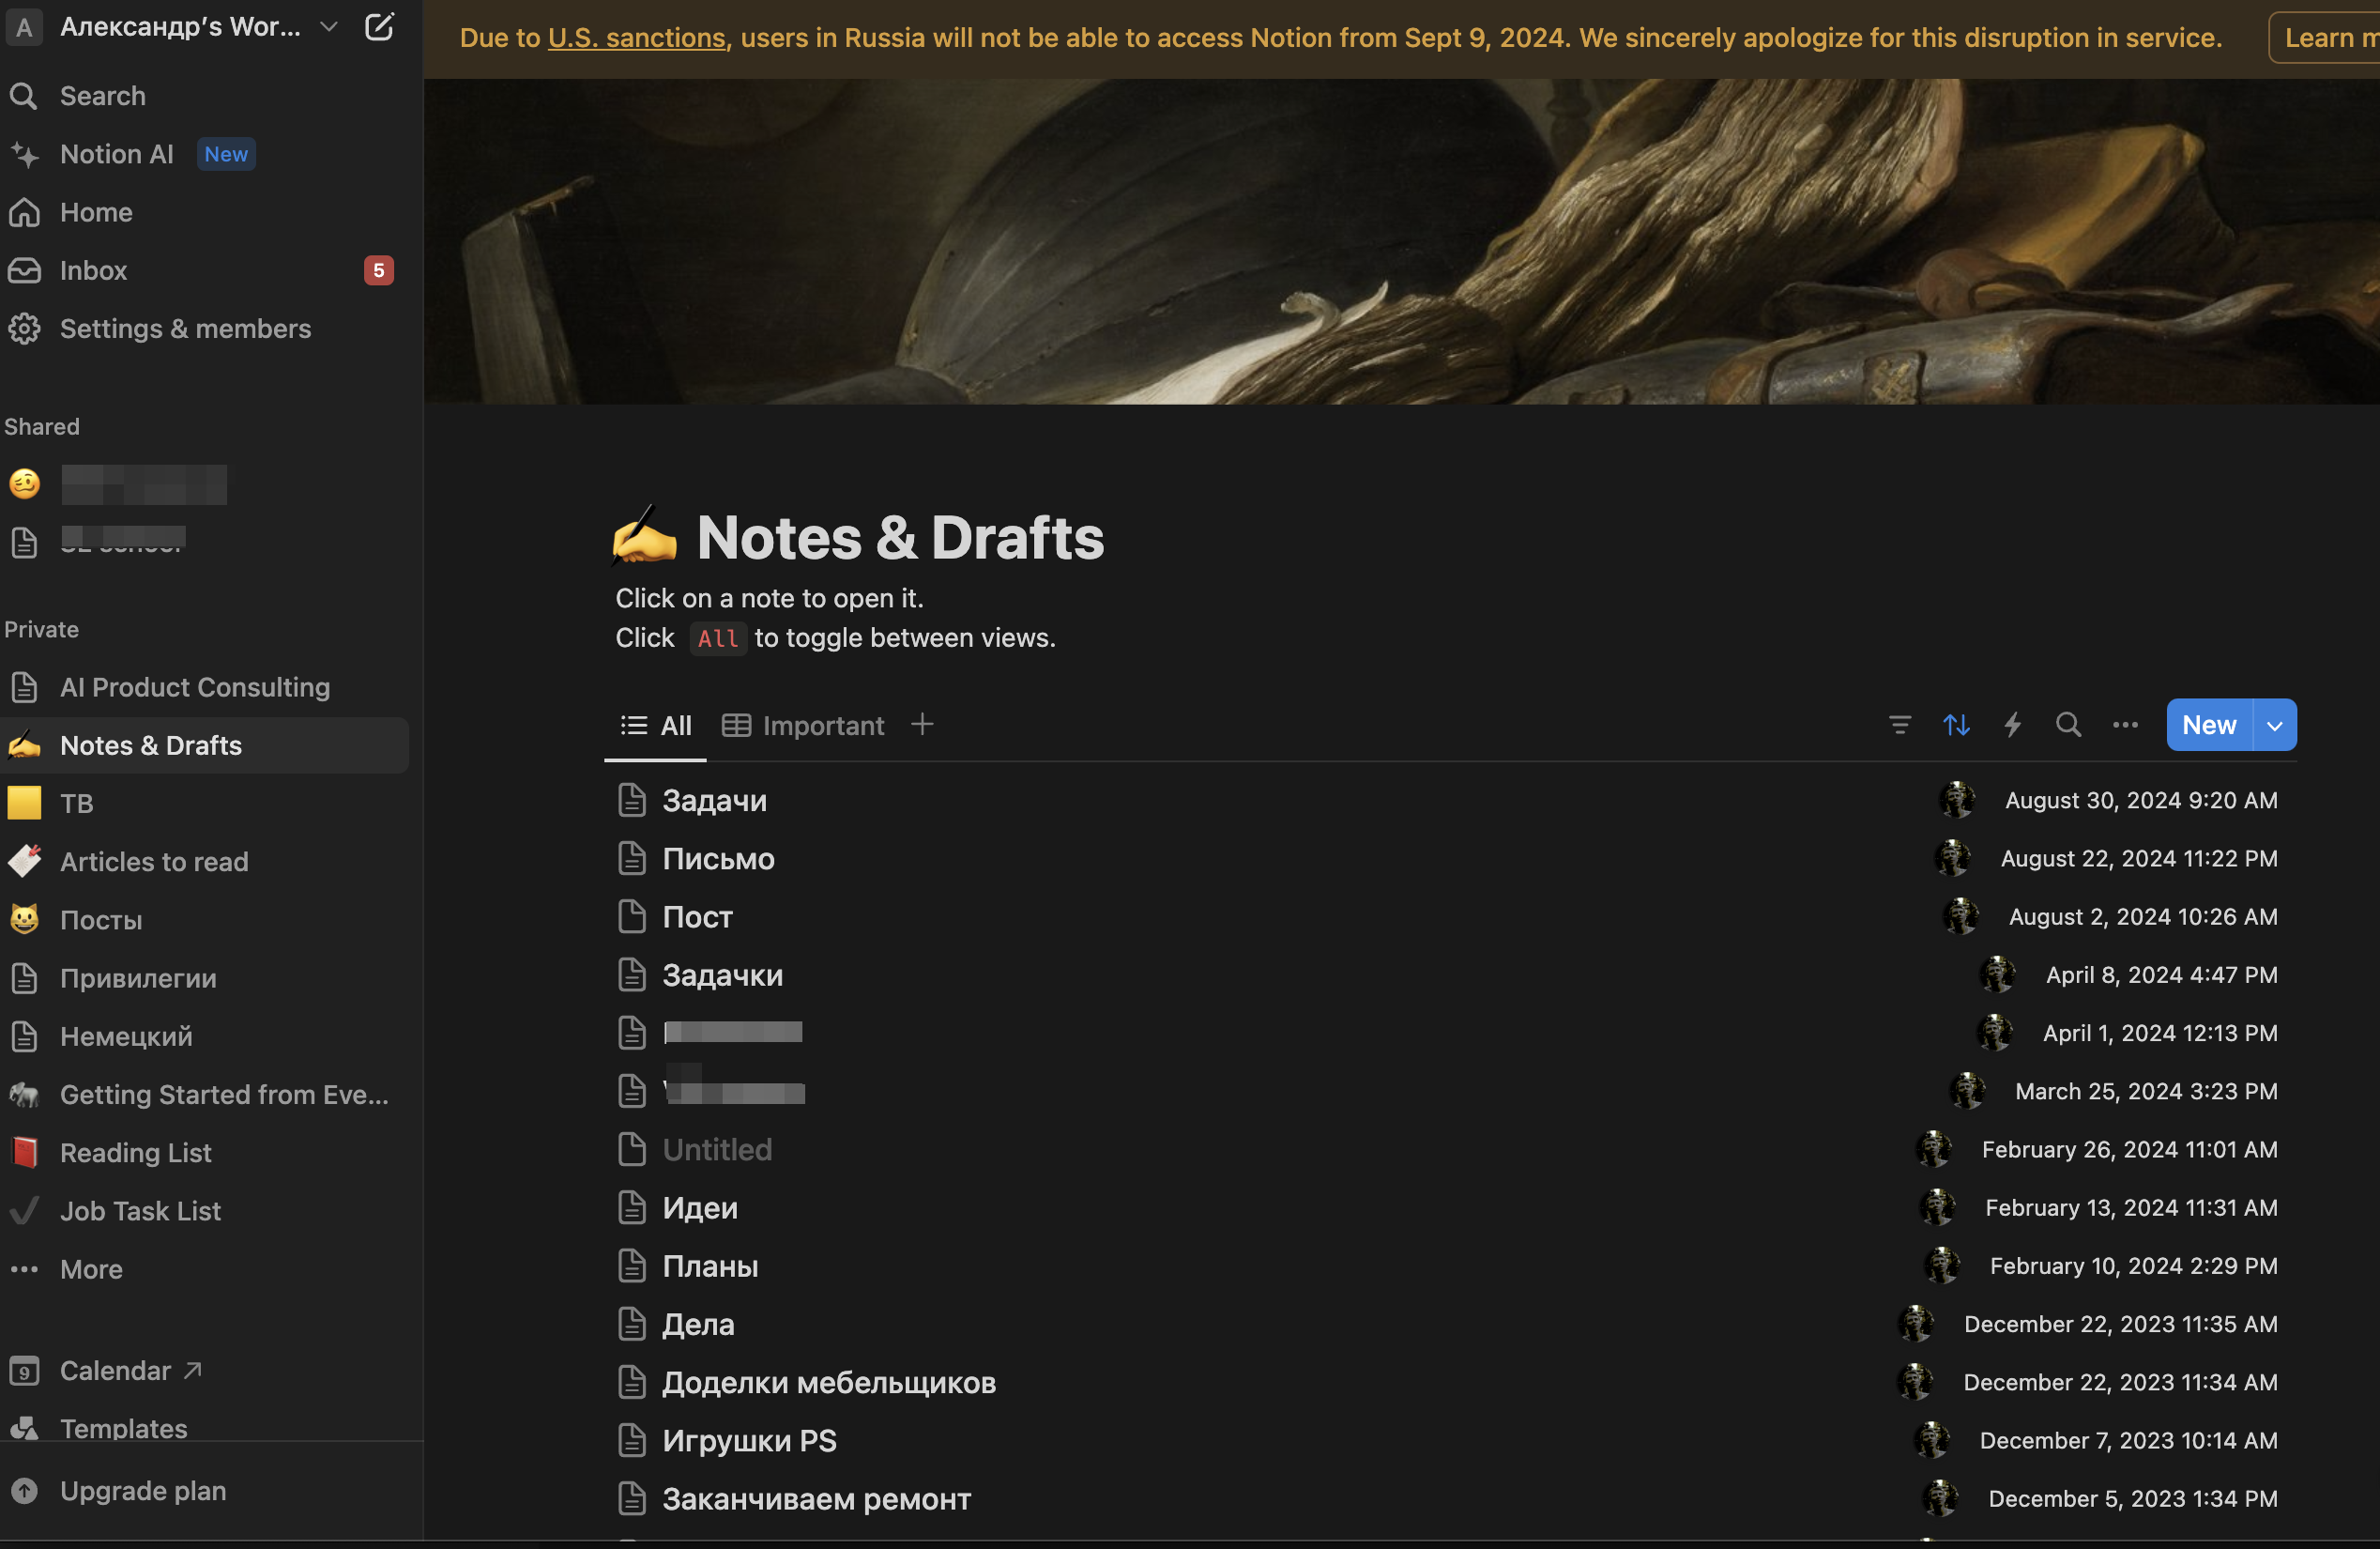 A Александр’s Wor...
Search
Notion AI New
Home
Inbox 5
Settings & members
Shared
Private
AI Product Consulting
Notes & Drafts
ТВ
Articles to read
Посты
Привилегии
Немецкий
Getting Started from Eve...
Reading List
Job Task List
More
9 Calendar
Templates
Upgrade plan
Due to U.S. sanctions, users in Russia will not be able to access Notion from Sept 9, 2024. We sincerely apologize for this disruption in service. Learn m
Notes & Drafts
Click on a note to open it.
Click All to toggle between views.
All Important New
Задачи August 30, 2024 9:20 AM
Письмо August 22, 2024 11:22 PM
Пост August 2, 2024 10:26 AM
Задачки April 8, 2024 4:47 PM
April 1, 2024 12:13 PM
March 25, 2024 3:23 PM
Untitled February 26, 2024 11:01 AM
Идеи February 13, 2024 11:31 AM
Планы February 10, 2024 2:29 PM
Дела December 22, 2023 11:35 AM
Доделки мебельщиков December 22, 2023 11:34 AM
Игрушки PS December 7, 2023 10:14 AM
Заканчиваем ремонт December 5, 2023 1:34 PM